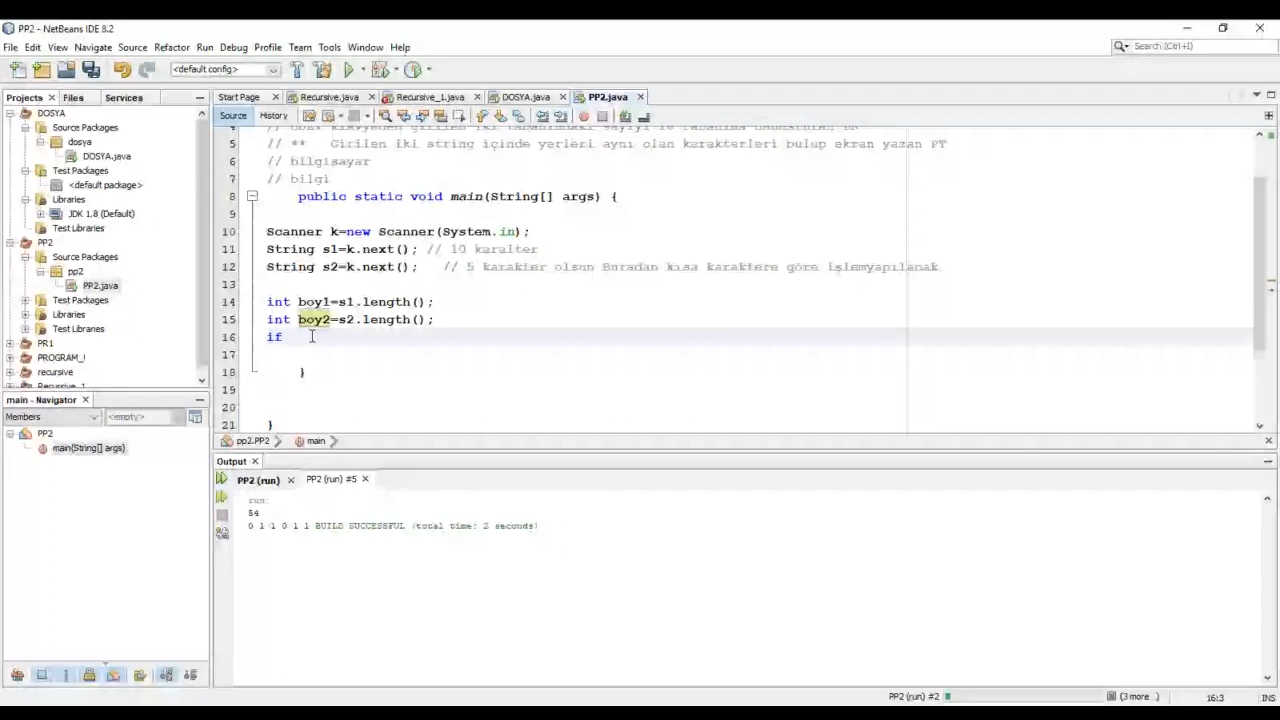 PP2 - NetBeans IDE 8.2
File Edit View Navigate Source Refactor Run Debug Profile Team Tools Window Help
Search (Ctrl+I)
<default config>
Projects Files Services
Start Page Recursive.java Recursive_1.java DOSYA.java PP2.java
Source History
DOSYA
Source Packages
dosya
DOSYA.java
Test Packages
<default package>
Libraries
JDK 1.8 (Default)
Test Libraries
PP2
Source Packages
pp2
PP2.java
Test Packages
Libraries
Test Libraries
PR1
PROGRAM_!
recursive
Recursive_1
4
5 // ** Girilen iki string içinde yerleri aynı olan karakterleri bulup ekran yazan PT
6 // bilgisayar
7 // bilgi
8 public static void main(String[] args) {
9
10 Scanner k=new Scanner(System.in);
11 String s1=k.next(); // 10 karalter
12 String s2=k.next(); // 5 karakter olsun Buradan kısa karaktere göre işlemyapılanak
13
14 int boy1=s1.length();
15 int boy2=s2.length();
16 if
17
18 }
19
20
21 }
main - Navigator
Members <empty>
PP2
main(String[] args)
pp2.PP2 main
Output
PP2 (run) PP2 (run) #5
run:
54
0 1 1 0 1 1 BUILD SUCCESSFUL (total time: 2 seconds)
PP2 (run) #2 (3 more...) 16:3 INS